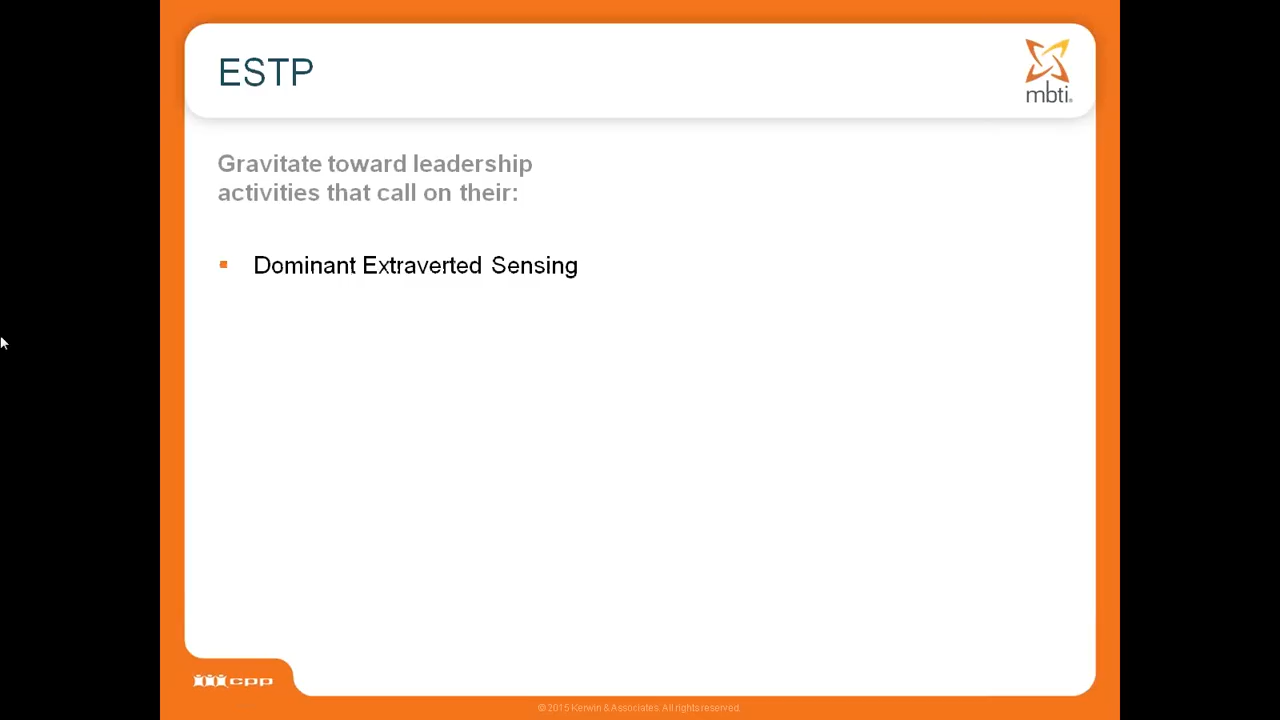 ESTP
mbti®
Gravitate toward leadership
activities that call on their:
Dominant Extraverted Sensing
cpp
© 2015 Kerwin & Associates. All rights reserved.